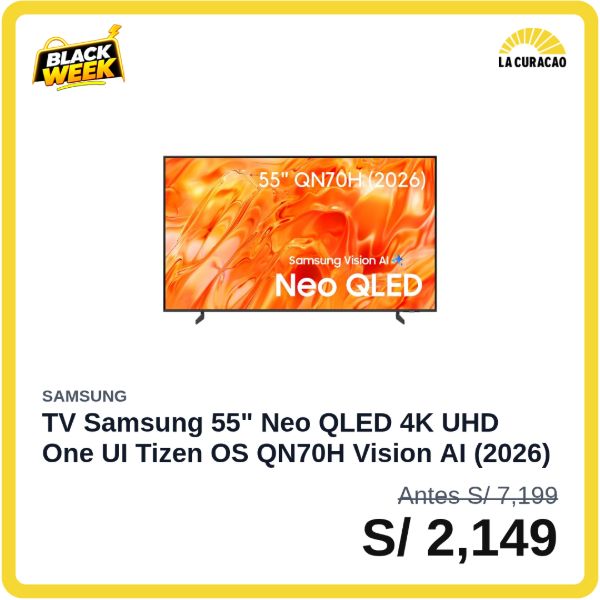 BLACK
WEEK
LA CURACAO
55" QN70H (2026)
Samsung Vision AI
Neo QLED
SAMSUNG
TV Samsung 55" Neo QLED 4K UHD
One UI Tizen OS QN70H Vision AI (2026)
Antes S/ 7,199
S/ 2,149